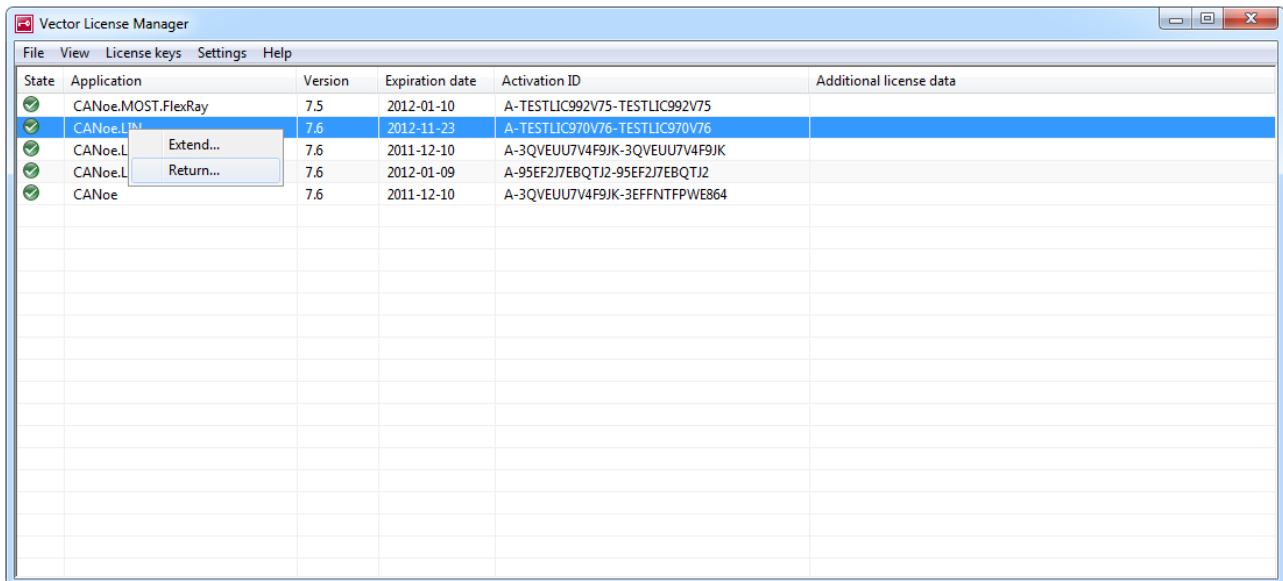 Vector License Manager
File View License keys Settings Help
State Application Version Expiration date Activation ID Additional license data
CANoe.MOST.FlexRay 7.5 2012-01-10 A-TESTLIC992V75-TESTLIC992V75
CANoe.LIN 7.6 2012-11-23 A-TESTLIC970V76-TESTLIC970V76
Extend...
CANoe.L 7.6 2011-12-10 A-3QVEUU7V4F9JK-3QVEUU7V4F9JK
Return...
CANoe.L 7.6 2012-01-09 A-95EF2J7EBQTJ2-95EF2J7EBQTJ2
CANoe 7.6 2011-12-10 A-3QVEUU7V4F9JK-3EFFNTFPWE864